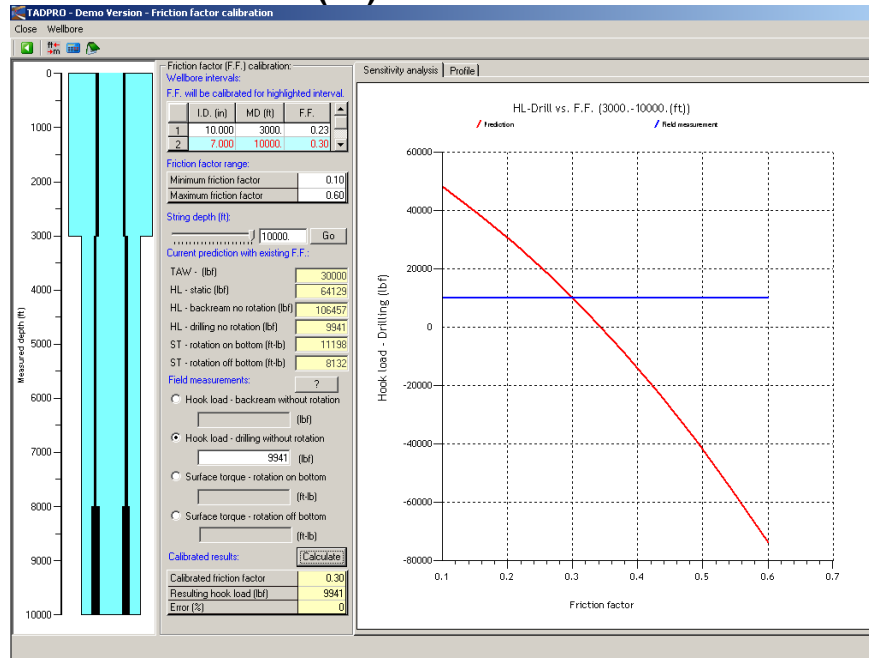 TADPRO - Demo Version - Friction factor calibration
Close Wellbore
ft← →m
Friction factor (F.F.) calibration:
Wellbore intervals:
F.F. will be calibrated for highlighted interval.
I.D. (in) MD (ft) F.F.
1 10.000 3000. 0.23
2 7.000 10000. 0.30
Friction factor range:
Minimum friction factor 0.10
Maximum friction factor 0.60
String depth (ft):
10000. Go
Current prediction with existing F.F.:
TAW - (lbf) 30000
HL - static (lbf) 64129
HL - backream no rotation (lbf) 106457
HL - drilling no rotation (lbf) 9941
ST - rotation on bottom (ft-lb) 11198
ST - rotation off bottom (ft-lb) 8132
Field measurements: ?
Hook load - backream without rotation
(lbf)
Hook load - drilling without rotation
9941 (lbf)
Surface torque - rotation on bottom
(ft-lb)
Surface torque - rotation off bottom
(ft-lb)
Calibrated results: Calculate
Calibrated friction factor 0.30
Resulting hook load (lbf) 9941
Error (%) 0
Measured depth (ft)
0
1000
2000
3000
4000
5000
6000
7000
8000
9000
10000
Sensitivity analysis Profile
HL-Drill vs. F.F. (3000.-10000.(ft))
Prediction Field measurement
Hook load - Drilling (lbf)
60000
40000
20000
0
-20000
-40000
-60000
-80000
0.1 0.2 0.3 0.4 0.5 0.6 0.7
Friction factor